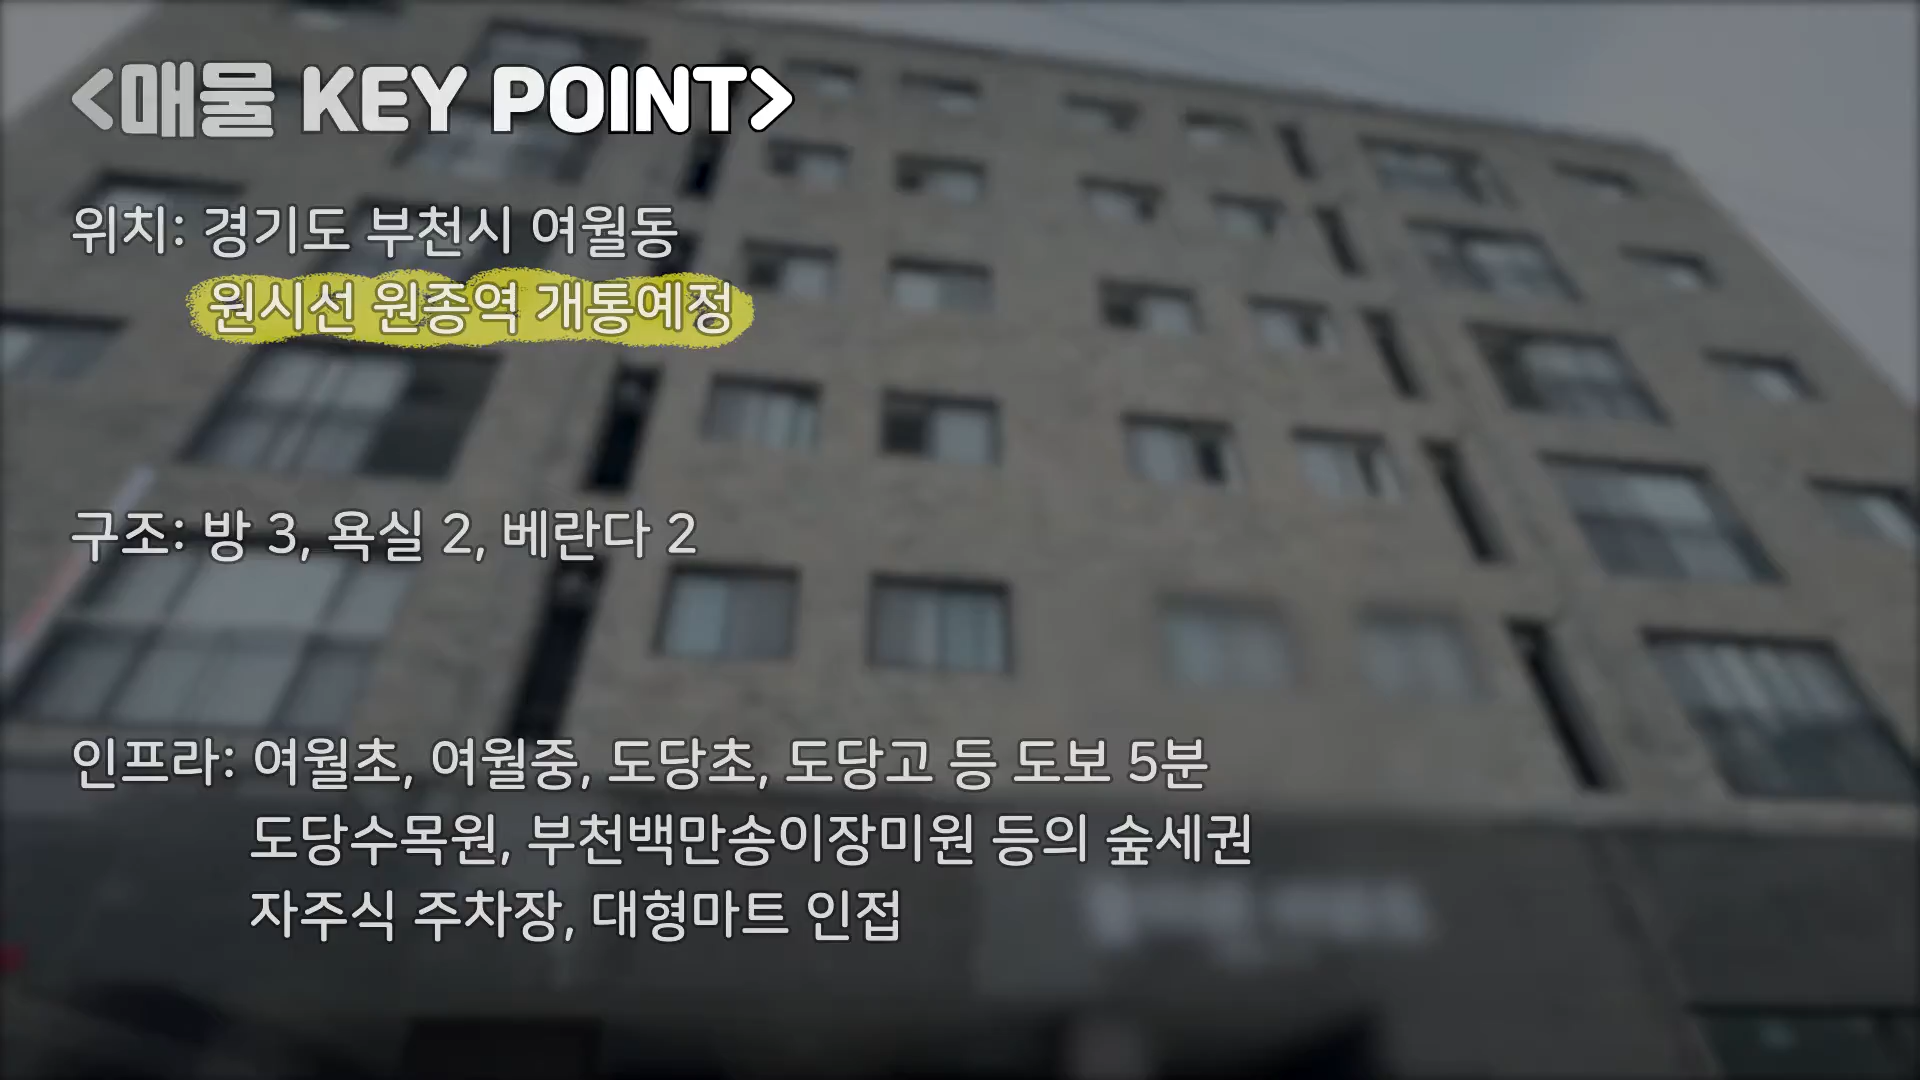 <매물 KEY POINT>
위치: 경기도 부천시 여월동
원시선 원종역 개통예정
구조: 방 3, 욕실 2, 베란다 2
인프라: 여월초, 여월중, 도당초, 도당고 등 도보 5분
도당수목원, 부천백만송이장미원 등의 숲세권
자주식 주차장, 대형마트 인접